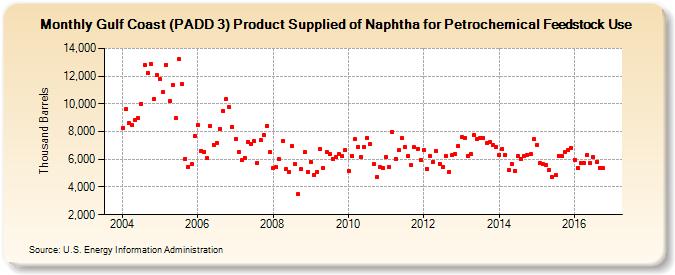 Monthly Gulf Coast (PADD 3) Product Supplied of Naphtha for Petrochemical Feedstock Use
Thousand Barrels
14,000
12,000
10,000
8,000
6,000
4,000
2,000
2004 2006 2008 2010 2012 2014 2016
Source: U.S. Energy Information Administration